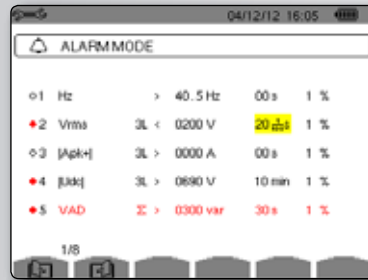 04/12/12 16:05
ALARM MODE
1 Hz > 40.5 Hz 00 s 1 %
2 Vrms 3L < 0200 V 20 s 1 %
3 |Apk+| 3L > 0000 A 00 s 1 %
4 |Udc| 3L > 0690 V 10 min 1 %
5 VAD Σ > 0300 var 30 s 1 %
1/8